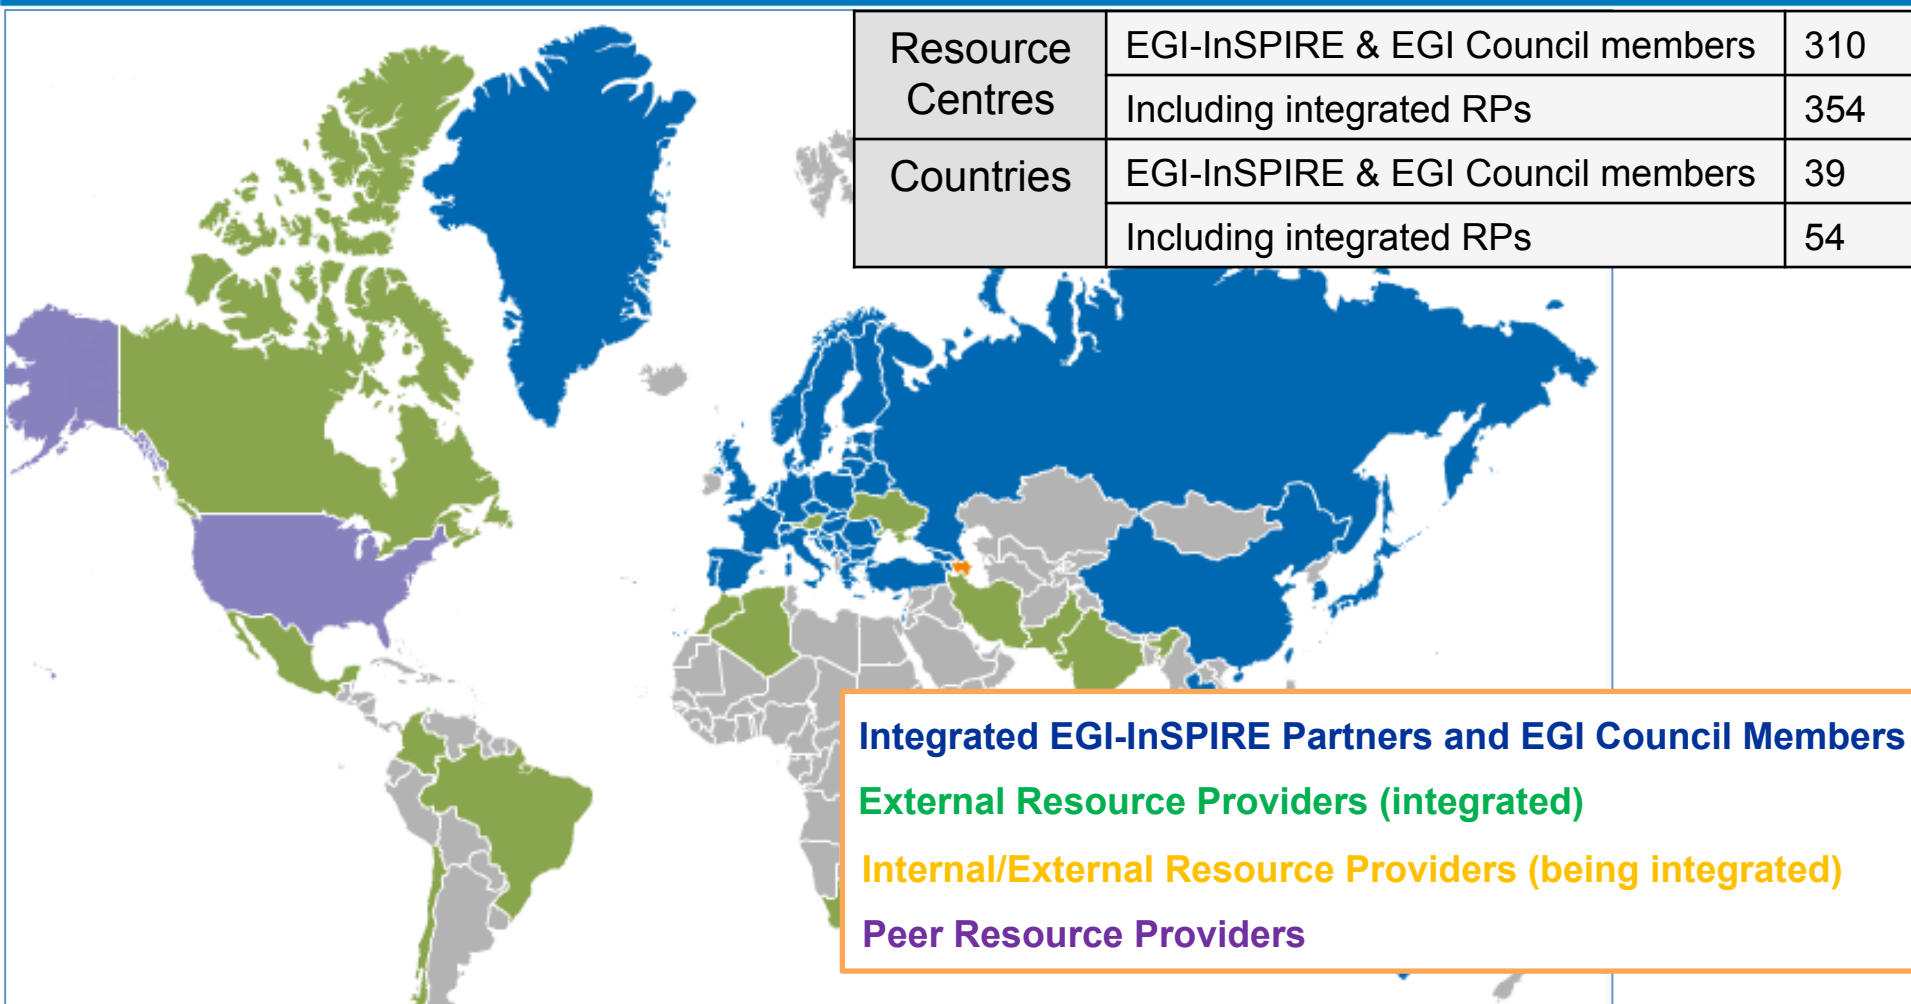 Resource Centres
EGI-InSPIRE & EGI Council members 310
Including integrated RPs 354
Countries
EGI-InSPIRE & EGI Council members 39
Including integrated RPs 54
Integrated EGI-InSPIRE Partners and EGI Council Members
External Resource Providers (integrated)
Internal/External Resource Providers (being integrated)
Peer Resource Providers